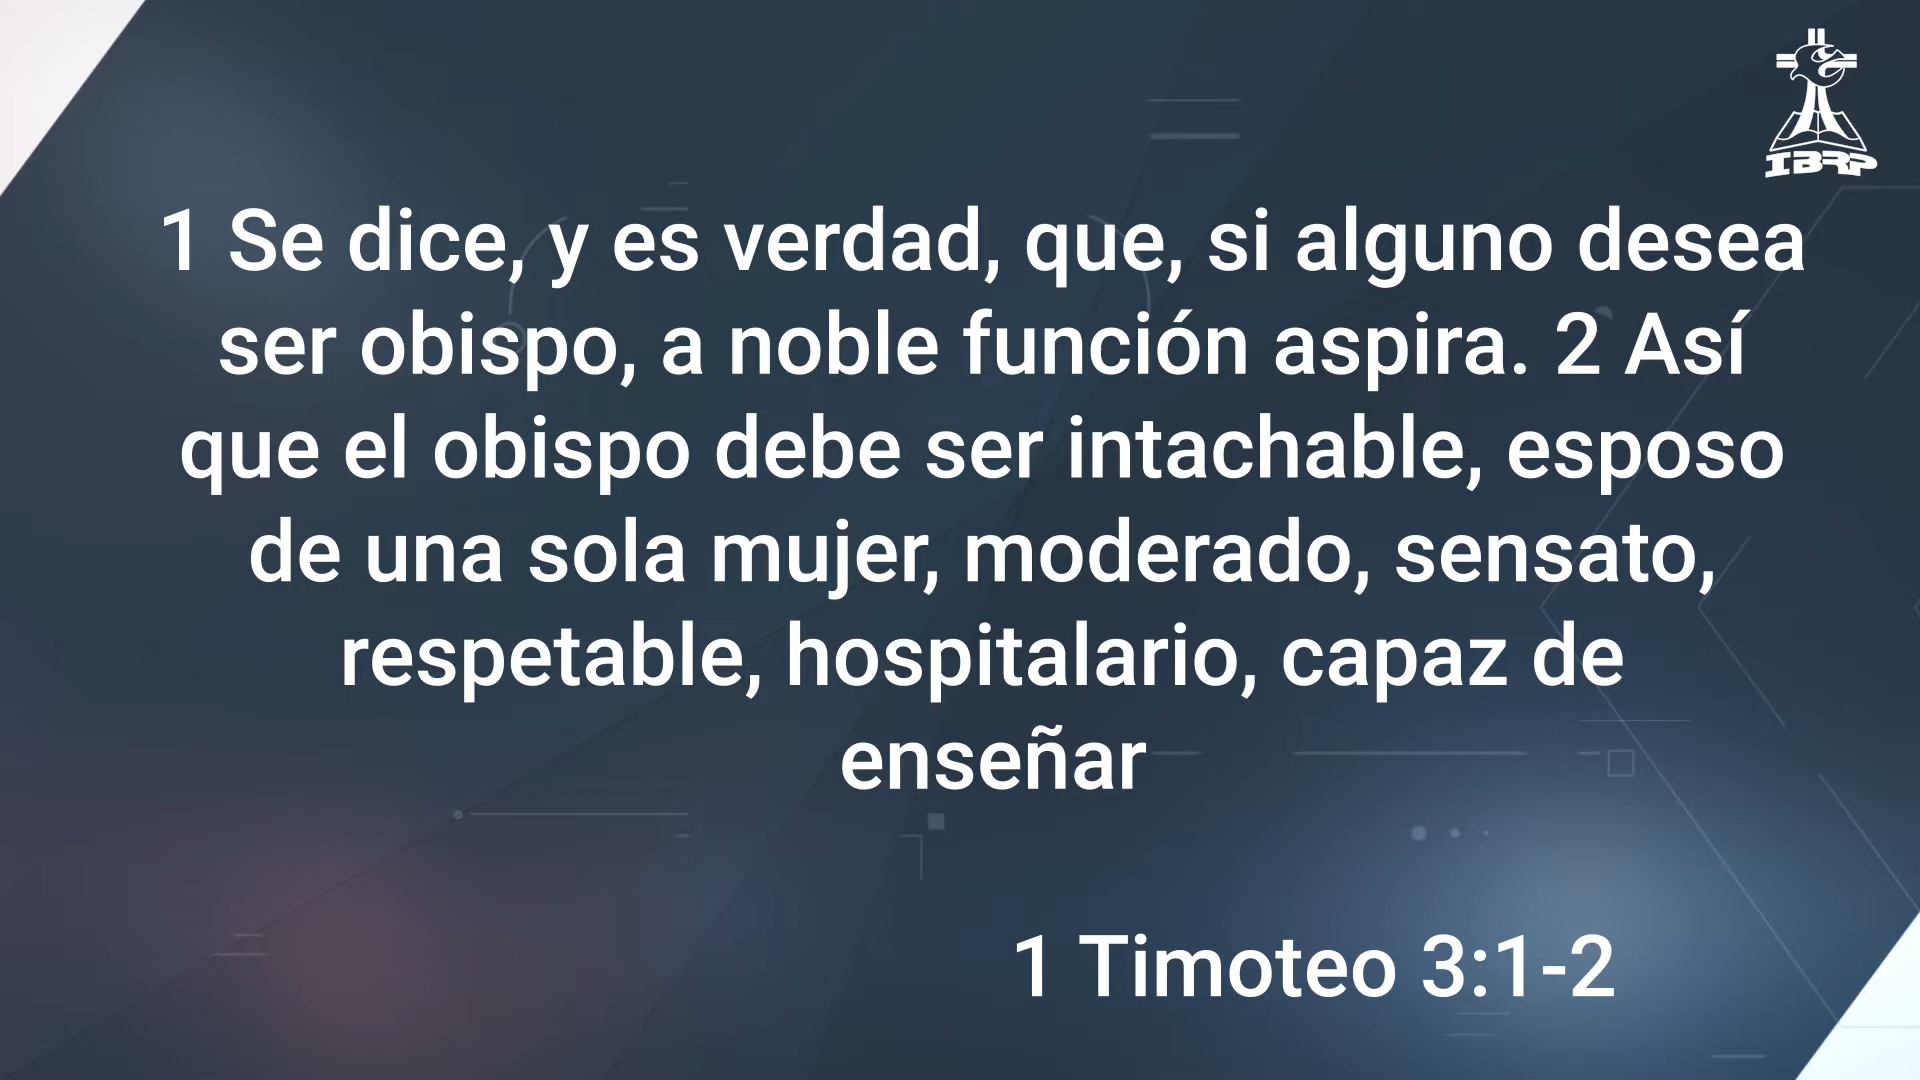 IBRP
1 Se dice, y es verdad, que, si alguno desea
ser obispo, a noble función aspira. 2 Así
que el obispo debe ser intachable, esposo
de una sola mujer, moderado, sensato,
respetable, hospitalario, capaz de
enseñar
1 Timoteo 3:1-2